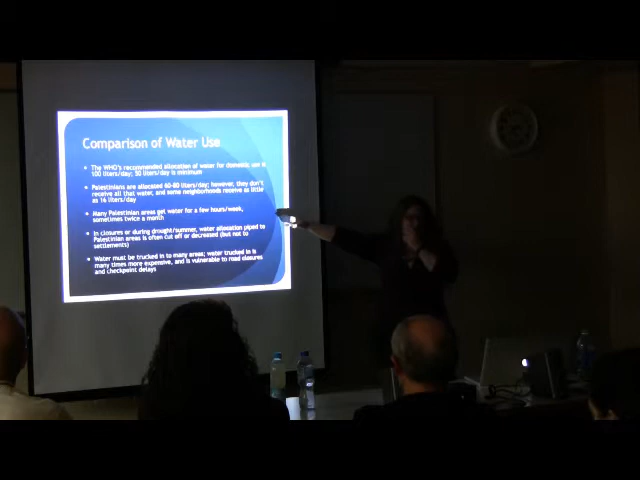 Comparison of Water Use
• The WHO's recommended allocation of water for domestic use is
100 liters/day; 50 liters/day is minimum
• Palestinians are allocated 60-80 liters/day; however, they don't
receive all that water, and some neighborhoods receive as little
as 16 liters/day
• Many Palestinian areas get water for a few hours/week,
sometimes twice a month
• In closures or during drought/summer, water allocation piped to
Palestinian areas is often cut off or decreased (but not to
settlements)
• Water must be trucked in to many areas; water trucked in is
many times more expensive, and is vulnerable to road closures
and checkpoint delays